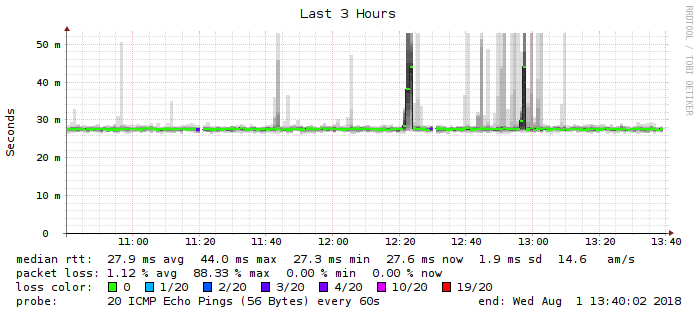 Last 3 Hours
RRDTOOL / TOBI OETIKER
Seconds
50 m
40 m
30 m
20 m
10 m
0
11:00 11:20 11:40 12:00 12:20 12:40 13:00 13:20 13:40
median rtt: 27.9 ms avg 44.0 ms max 27.3 ms min 27.6 ms now 1.9 ms sd 14.6 am/s
packet loss: 1.12 % avg 88.33 % max 0.00 % min 0.00 % now
loss color: 0 1/20 2/20 3/20 4/20 10/20 19/20
probe: 20 ICMP Echo Pings (56 Bytes) every 60s end: Wed Aug 1 13:40:02 2018